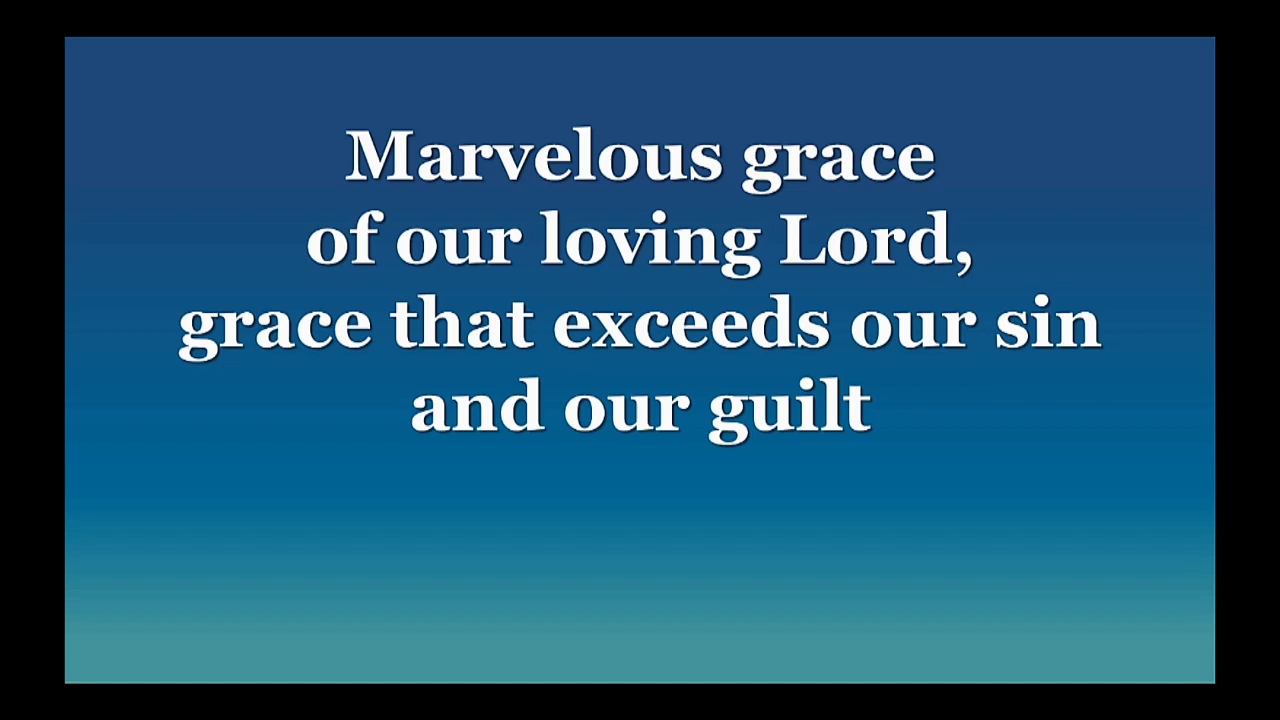 Marvelous grace
of our loving Lord,
grace that exceeds our sin
and our guilt